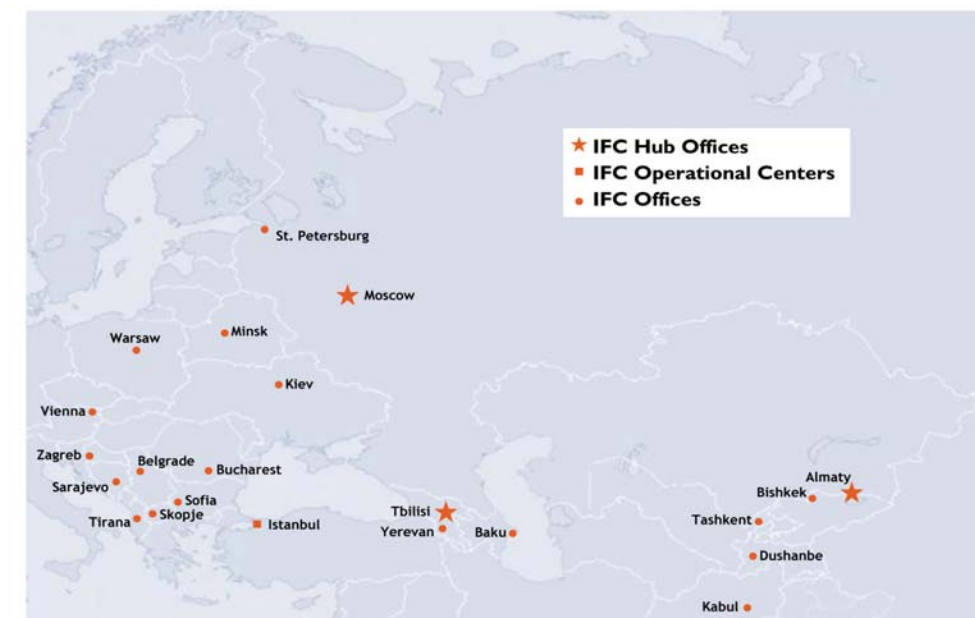 IFC Hub Offices
IFC Operational Centers
IFC Offices
St. Petersburg
Moscow
Minsk
Warsaw
Kiev
Vienna
Zagreb
Belgrade
Bucharest
Sarajevo
Sofia
Skopje
Tirana
Istanbul
Tbilisi
Yerevan
Baku
Almaty
Bishkek
Tashkent
Dushanbe
Kabul